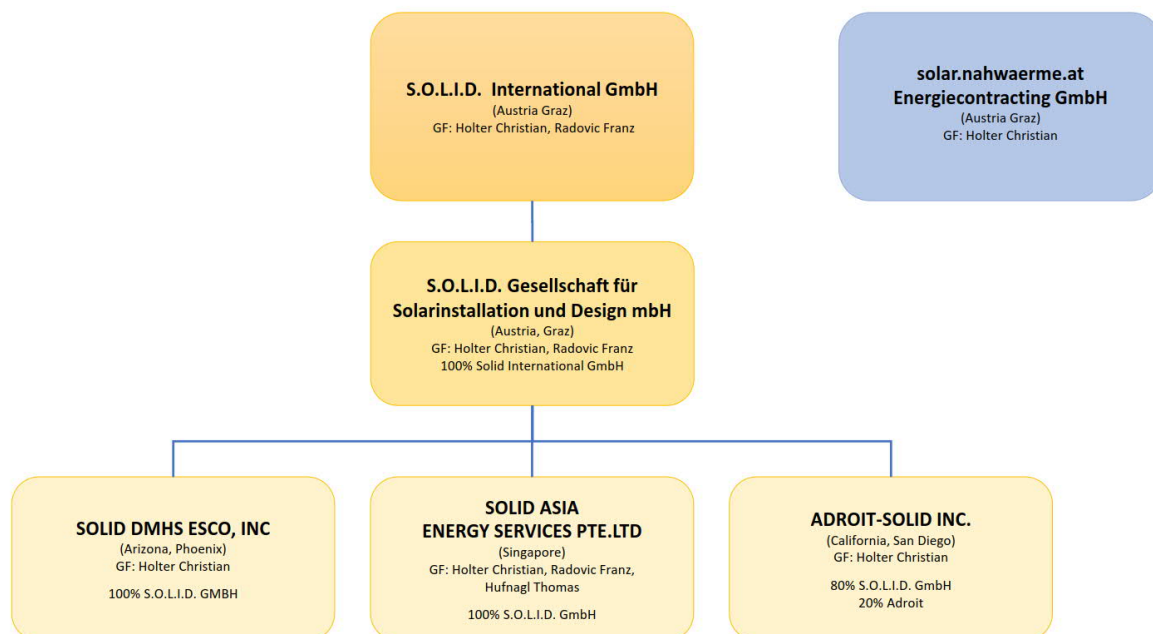 S.O.L.I.D. International GmbH
(Austria Graz)
GF: Holter Christian, Radovic Franz
solar.nahwaerme.at
Energiecontracting GmbH
(Austria Graz)
GF: Holter Christian
S.O.L.I.D. Gesellschaft für
Solarinstallation und Design mbH
(Austria, Graz)
GF: Holter Christian, Radovic Franz
100% Solid International GmbH
SOLID DMHS ESCO, INC
(Arizona, Phoenix)
GF: Holter Christian
100% S.O.L.I.D. GMBH
SOLID ASIA
ENERGY SERVICES PTE.LTD
(Singapore)
GF: Holter Christian, Radovic Franz,
Hufnagl Thomas
100% S.O.L.I.D. GmbH
ADROIT-SOLID INC.
(California, San Diego)
GF: Holter Christian
80% S.O.L.I.D. GmbH
20% Adroit